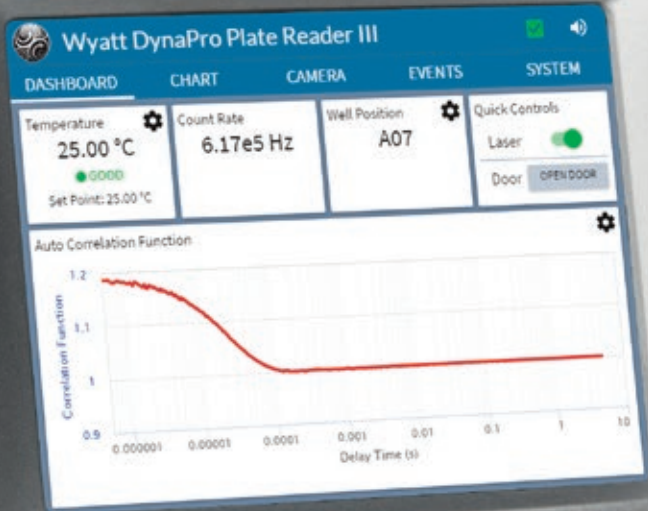 Wyatt DynaPro Plate Reader III
DASHBOARD CHART CAMERA EVENTS SYSTEM
Temperature
25.00 °C
GOOD
Set Point: 25.00 °C
Count Rate
6.17e5 Hz
Well Position
A07
Quick Controls
Laser
Door OPEN DOOR
Auto Correlation Function
Correlation Function
1.2
1.1
1
0.9
0.000001 0.00001 0.0001 0.001 0.01 0.1 1 10
Delay Time (s)